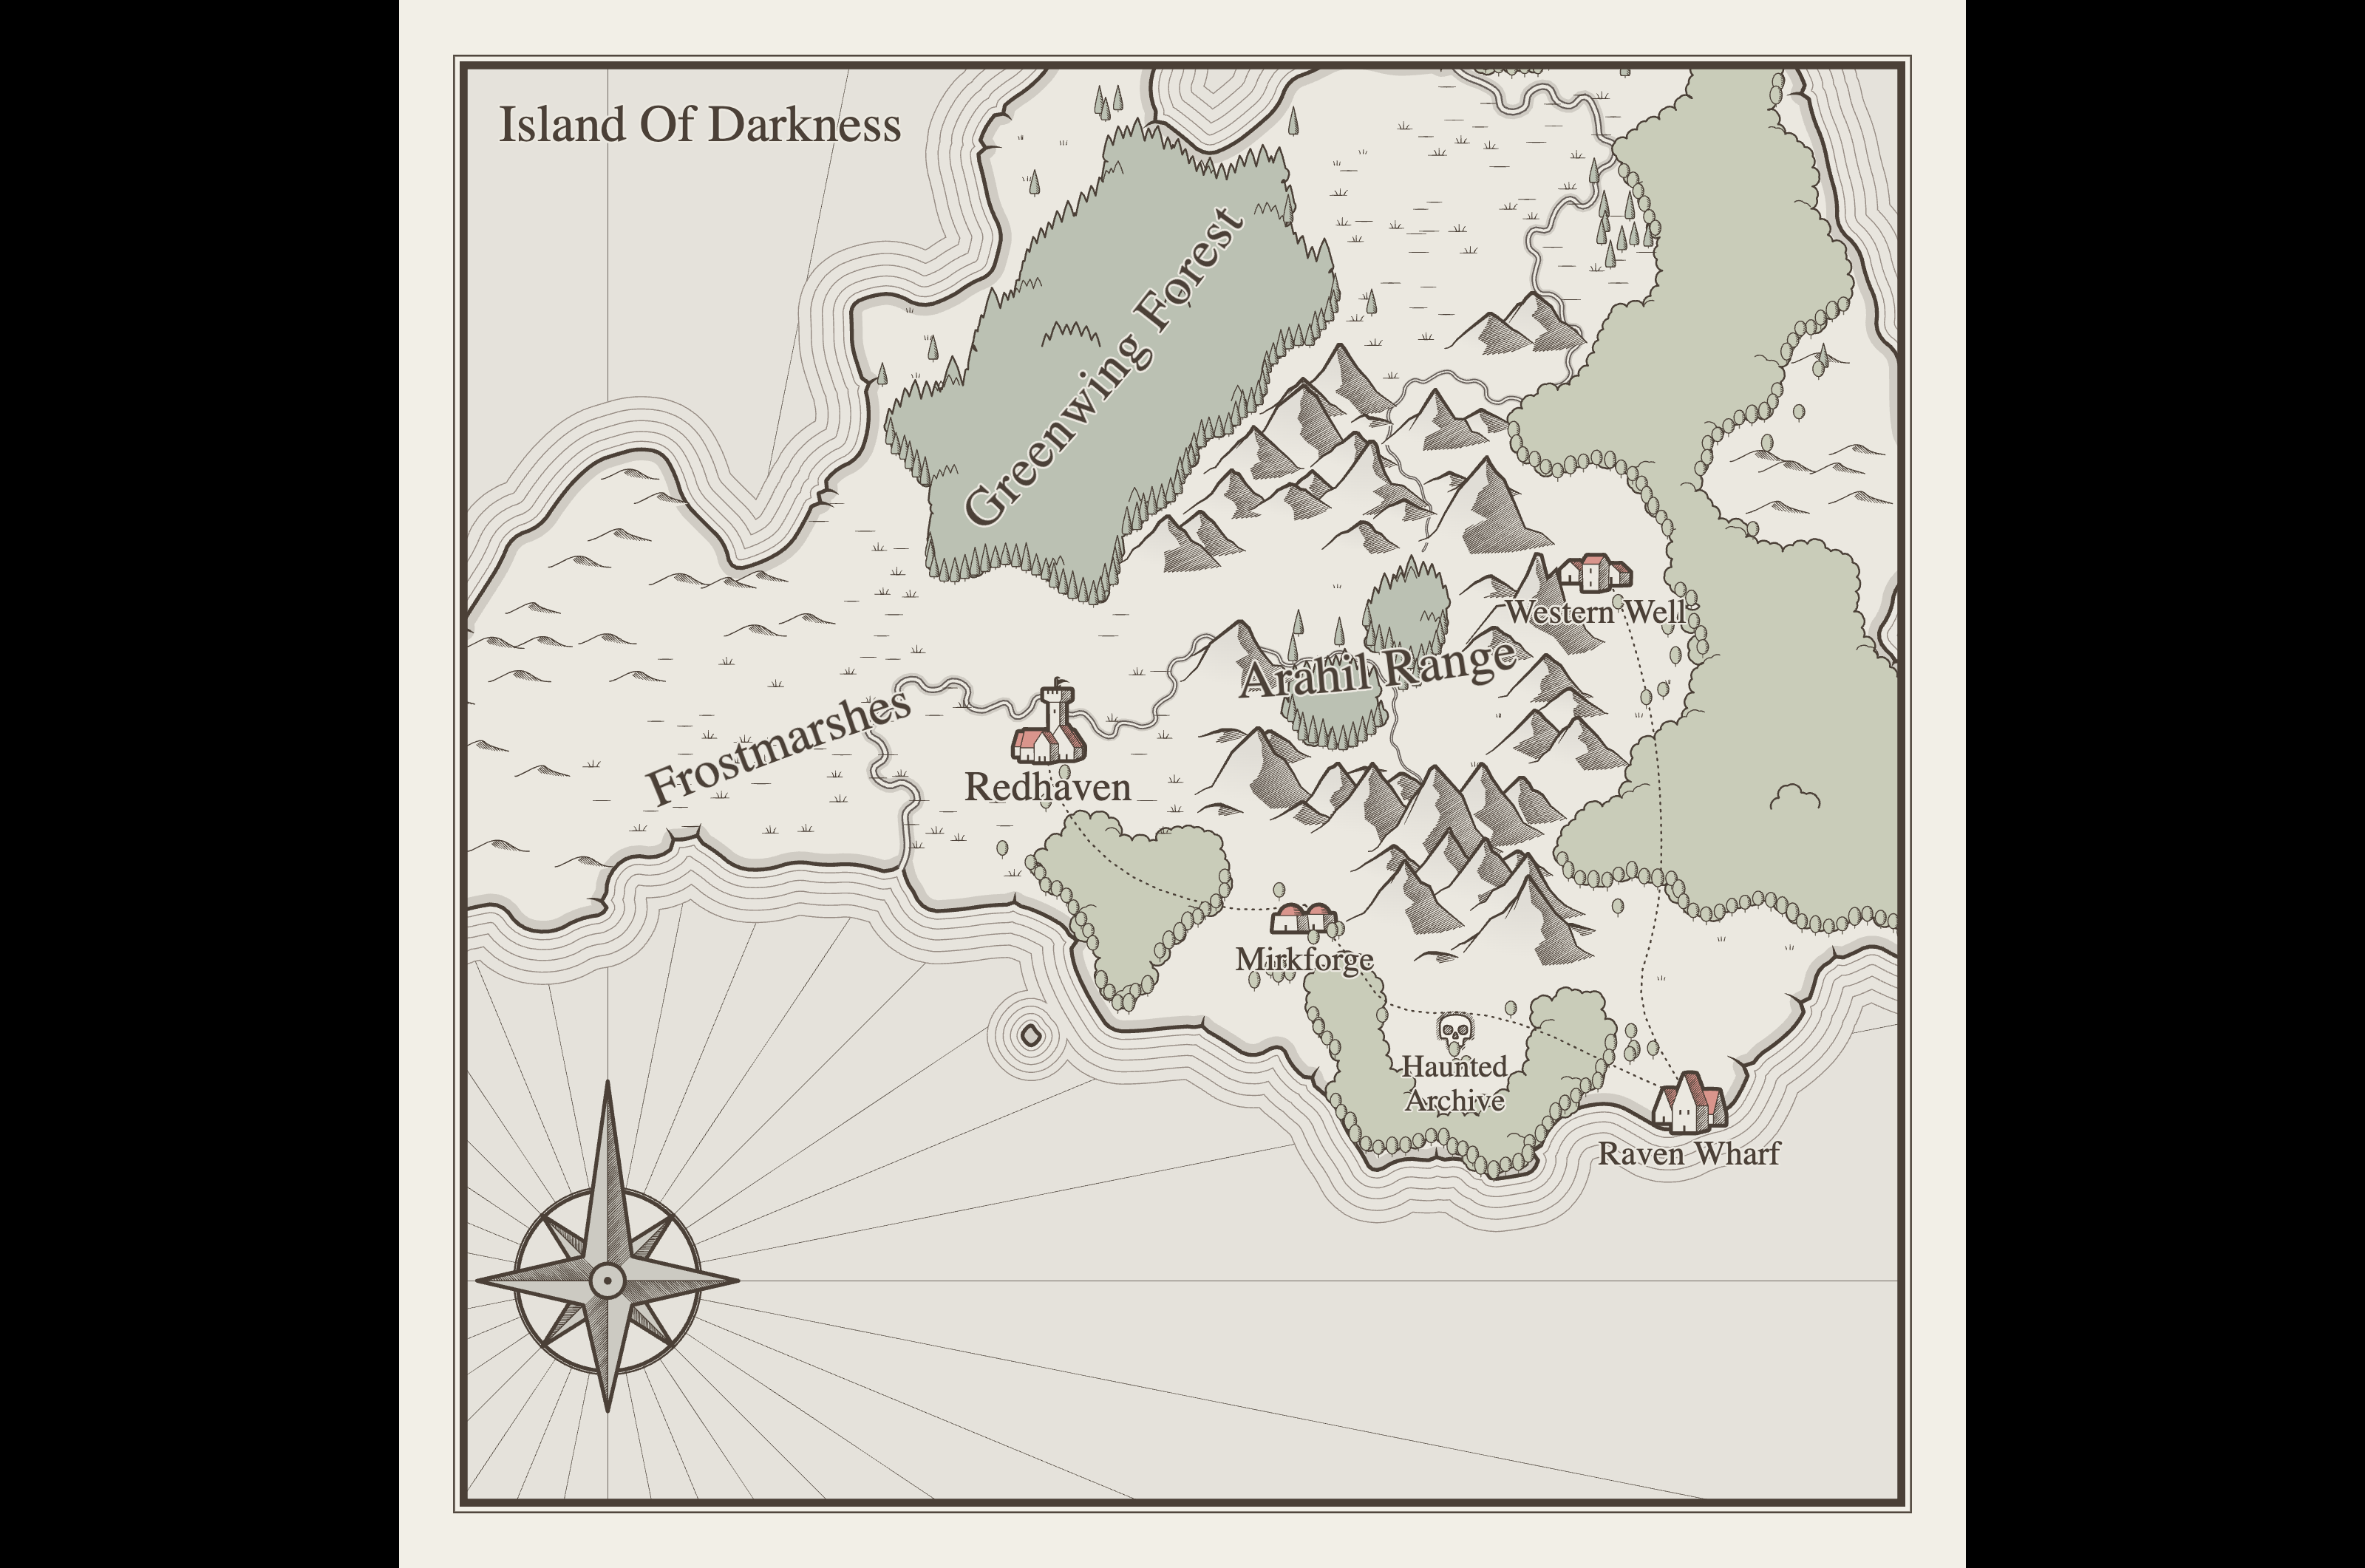 Island Of Darkness
Greenwing Forest
Western Well
Arahil Range
Frostmarshes
Redhaven
Mirkforge
Haunted
Archive
Raven Wharf